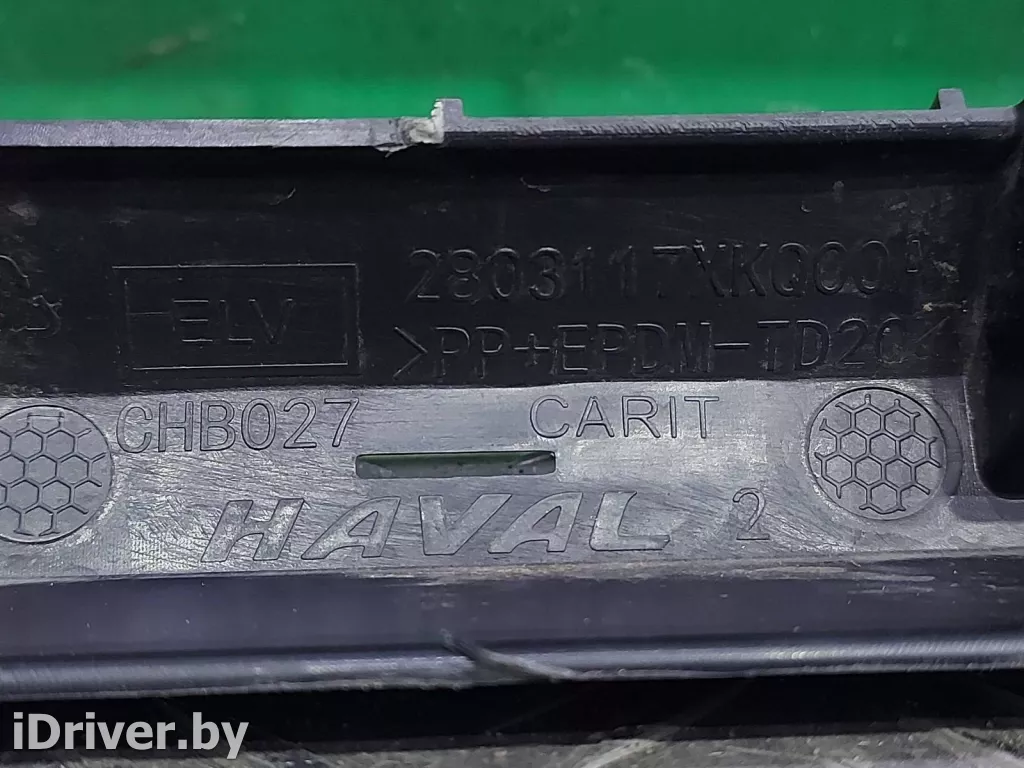 2803117XKQ00A
ELV
>PP+EPDM-TD20<
CHB027 CARIT
HAVAL 2
iDriver.by